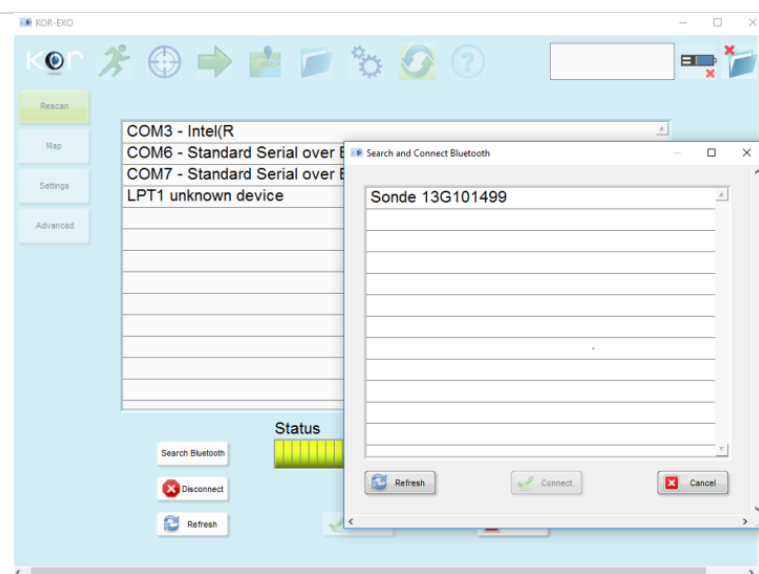 KOR-EXO
Kor
Rescan
Map
Settings
Advanced
COM3 - Intel(R
COM6 - Standard Serial over
COM7 - Standard Serial over
LPT1 unknown device
Status
Search Bluetooth
Disconnect
Refresh
Search and Connect Bluetooth
Sonde 13G101499
Refresh
Connect
Cancel